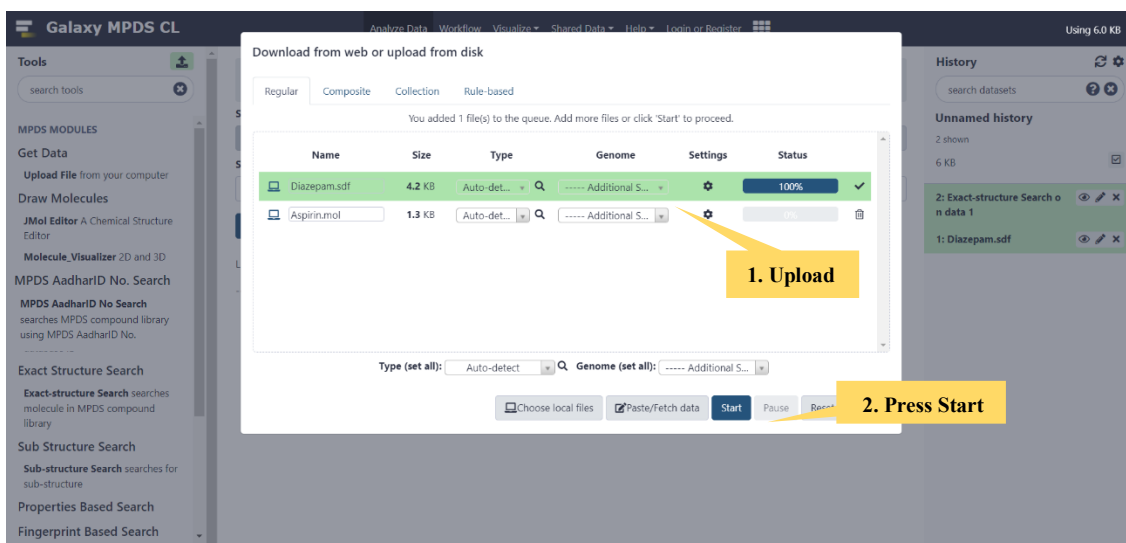 Galaxy MPDS CL
Analyze Data Workflow Visualize Shared Data Help Login or Register
Using 6.0 KB
Tools
search tools
MPDS MODULES
Get Data
Upload File from your computer
Draw Molecules
JMol Editor A Chemical Structure
Editor
Molecule_Visualizer 2D and 3D
MPDS AadharID No. Search
MPDS AadharID No Search
searches MPDS compound library
using MPDS AadharID No.
Exact Structure Search
Exact-structure Search searches
molecule in MPDS compound
library
Sub Structure Search
Sub-structure Search searches for
sub-structure
Properties Based Search
Fingerprint Based Search
Download from web or upload from disk
Regular Composite Collection Rule-based
You added 1 file(s) to the queue. Add more files or click 'Start' to proceed.
Name Size Type Genome Settings Status
Diazepam.sdf 4.2 KB Auto-det... ----- Additional S... 100%
Aspirin.mol 1.3 KB Auto-det... ----- Additional S... 0%
1. Upload
Type (set all): Auto-detect Genome (set all): ----- Additional S...
Choose local files Paste/Fetch data Start Pause Reset
2. Press Start
History
search datasets
Unnamed history
2 shown
6 KB
2: Exact-structure Search o
n data 1
1: Diazepam.sdf